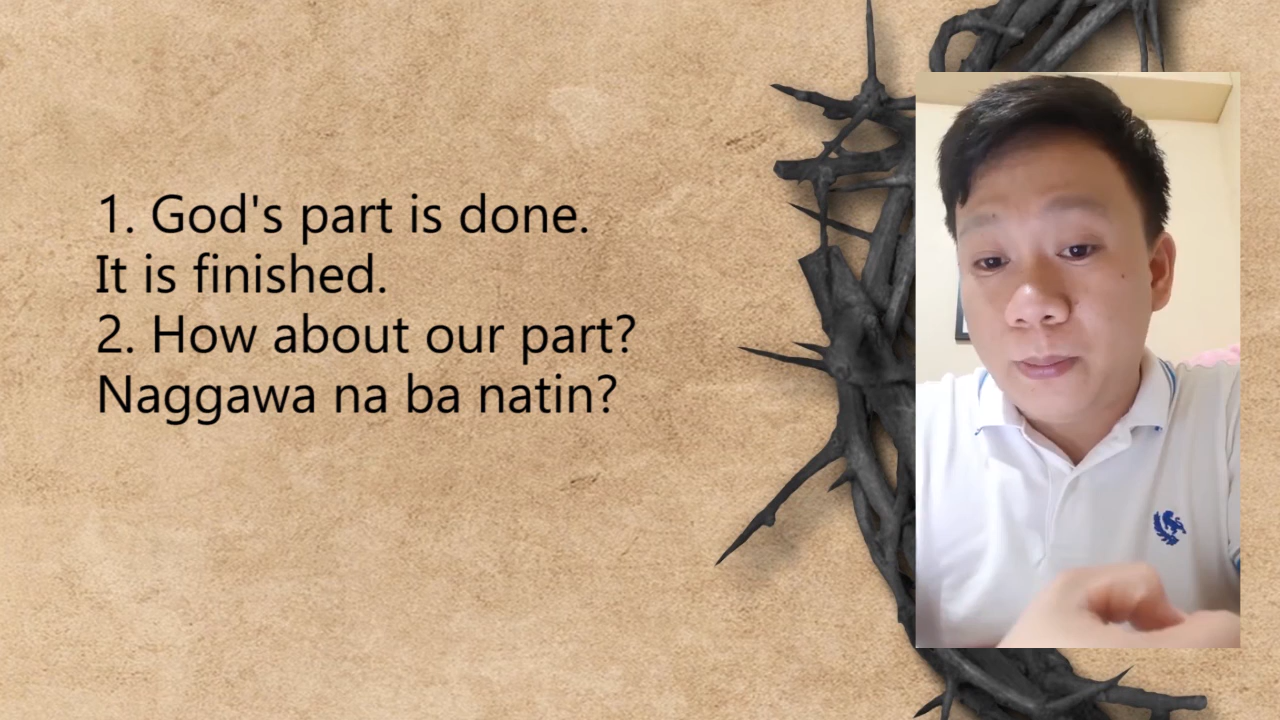 1. God's part is done.
It is finished.
2. How about our part?
Naggawa na ba natin?